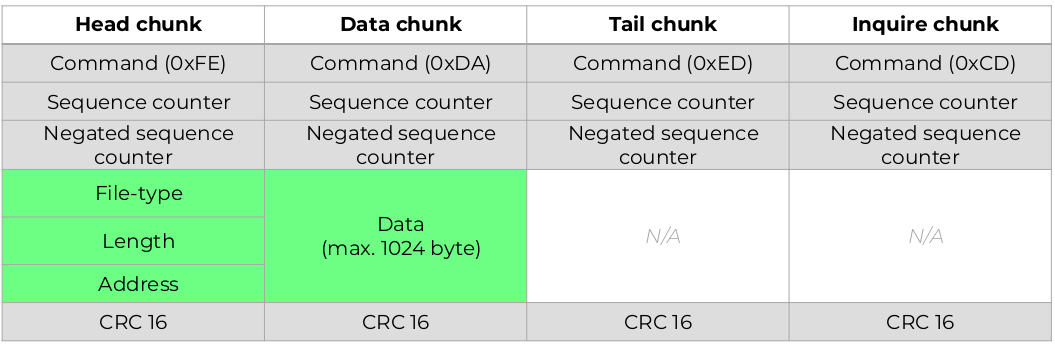 Head chunk Data chunk Tail chunk Inquire chunk
Command (0xFE) Command (0xDA) Command (0xED) Command (0xCD)
Sequence counter Sequence counter Sequence counter Sequence counter
Negated sequence Negated sequence Negated sequence Negated sequence
counter counter counter counter
File-type
Length
Address
Data
(max. 1024 byte)
N/A N/A
CRC 16 CRC 16 CRC 16 CRC 16